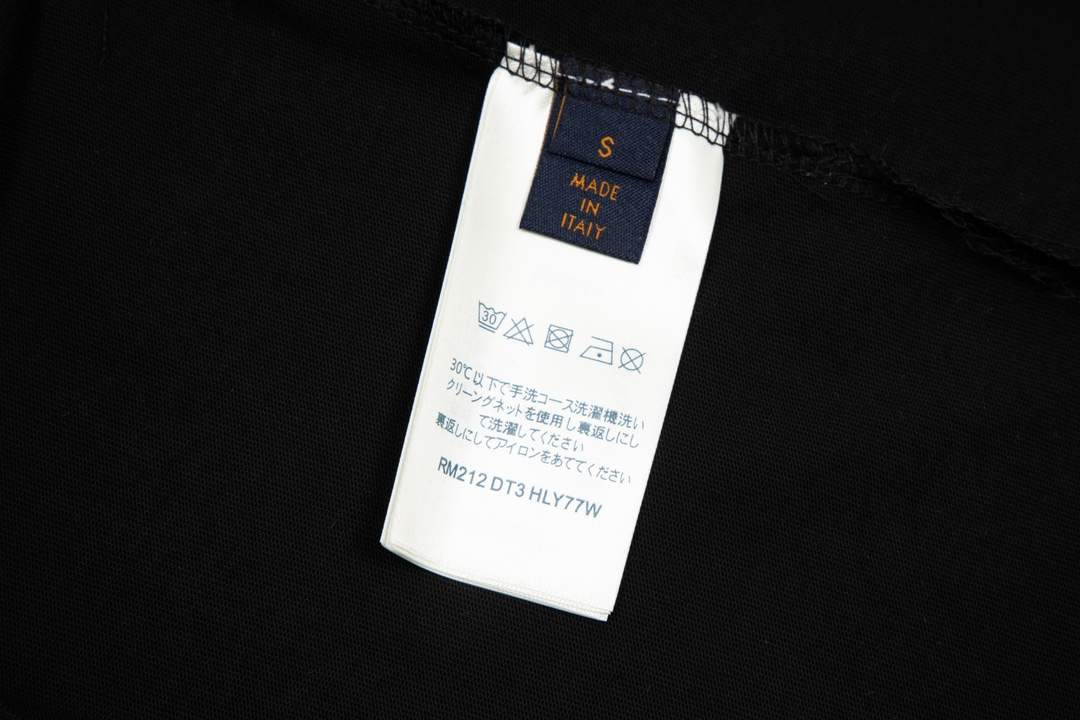 S
MADE
IN
ITALY
30
30℃以下で手洗コース洗濯機洗い
クリーングネットを使用し裏返しにし
て洗濯してください
裏返しにしてアイロンをあててください
RM212 DT3 HLY77W